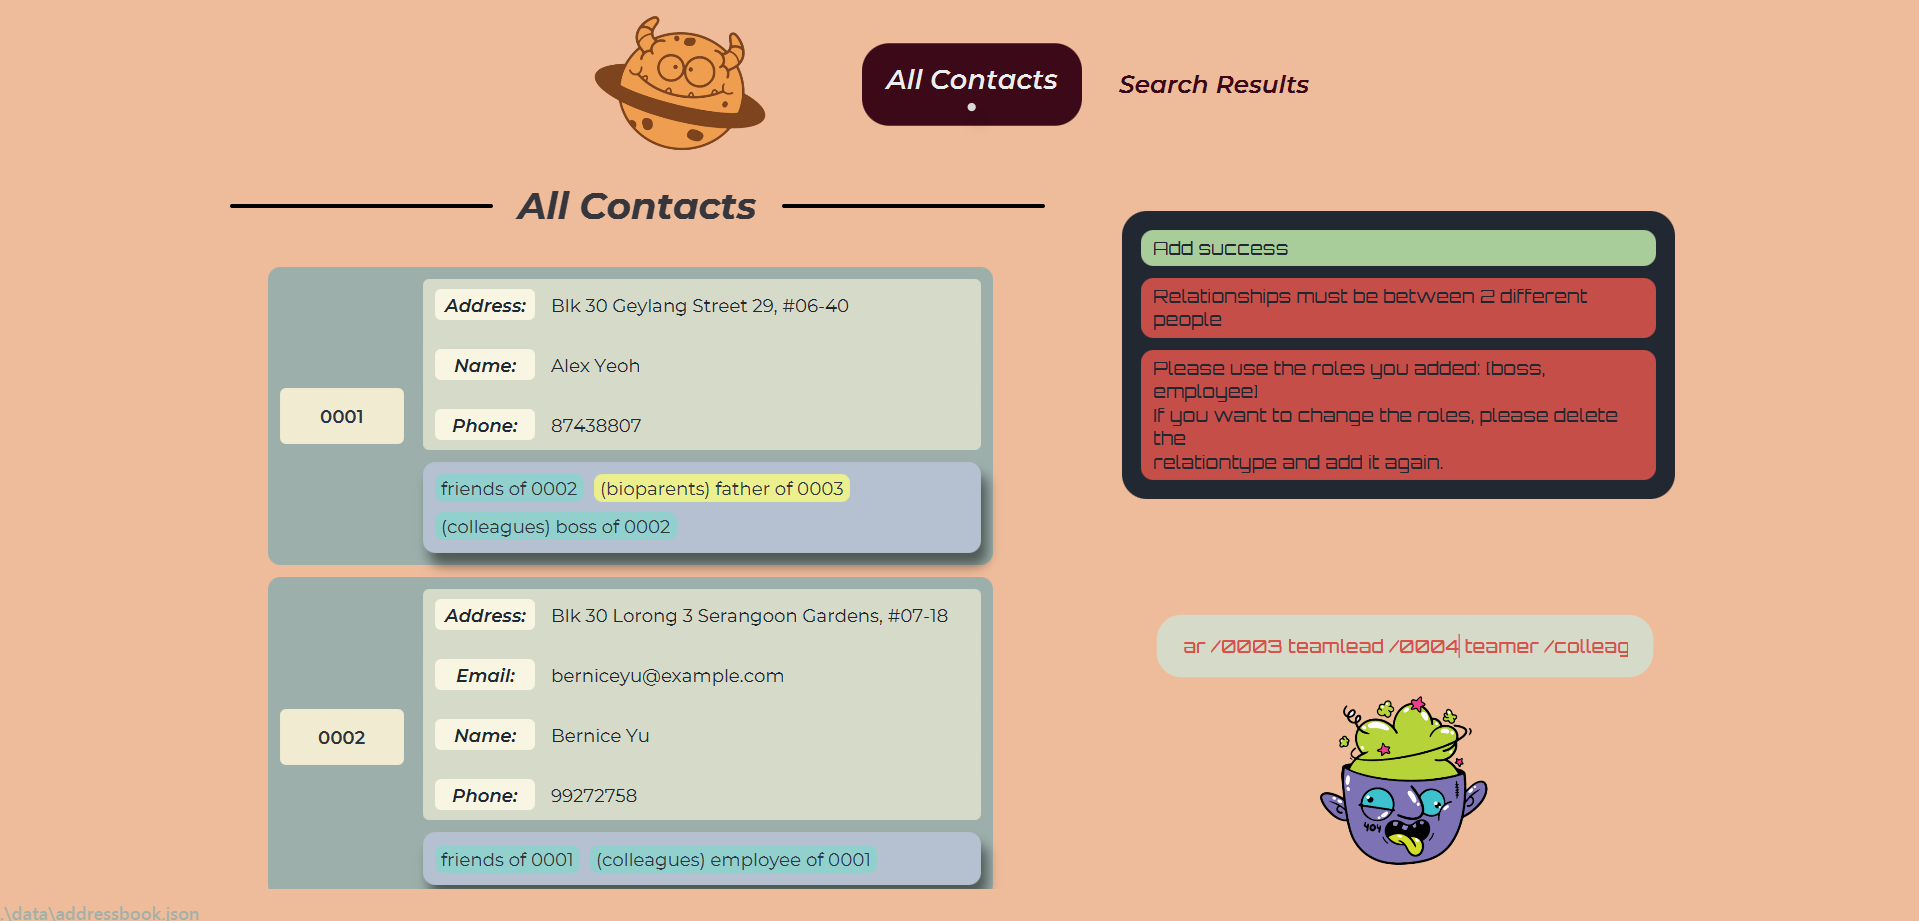 All Contacts
Search Results
All Contacts
0001
Address: Blk 30 Geylang Street 29, #06-40
Name: Alex Yeoh
Phone: 87438807
friends of 0002 (bioparents) father of 0003
(colleagues) boss of 0002
0002
Address: Blk 30 Lorong 3 Serangoon Gardens, #07-18
Email: berniceyu@example.com
Name: Bernice Yu
Phone: 99272758
friends of 0001 (colleagues) employee of 0001
Add success
Relationships must be between 2 different
people
Please use the roles you added: [boss,
employee]
If you want to change the roles, please delete
the
relationtype and add it again.
ar /0003 teamlead /0004 teamer /colleag
404
.\data\addressbook.json